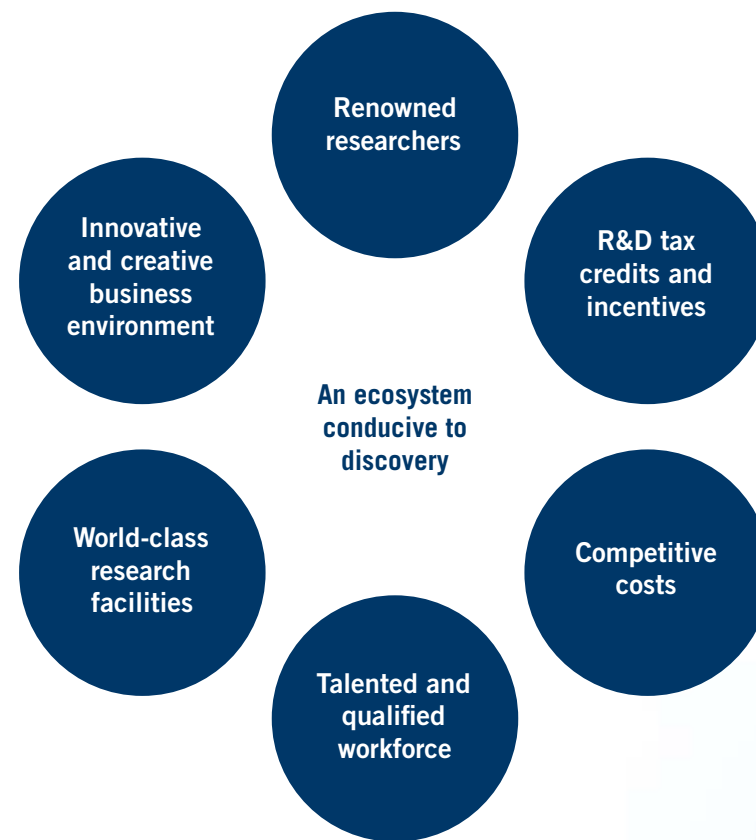 Renowned
researchers
Innovative
and creative
business
environment
R&D tax
credits and
incentives
An ecosystem
conducive to
discovery
World-class
research
facilities
Competitive
costs
Talented and
qualified
workforce